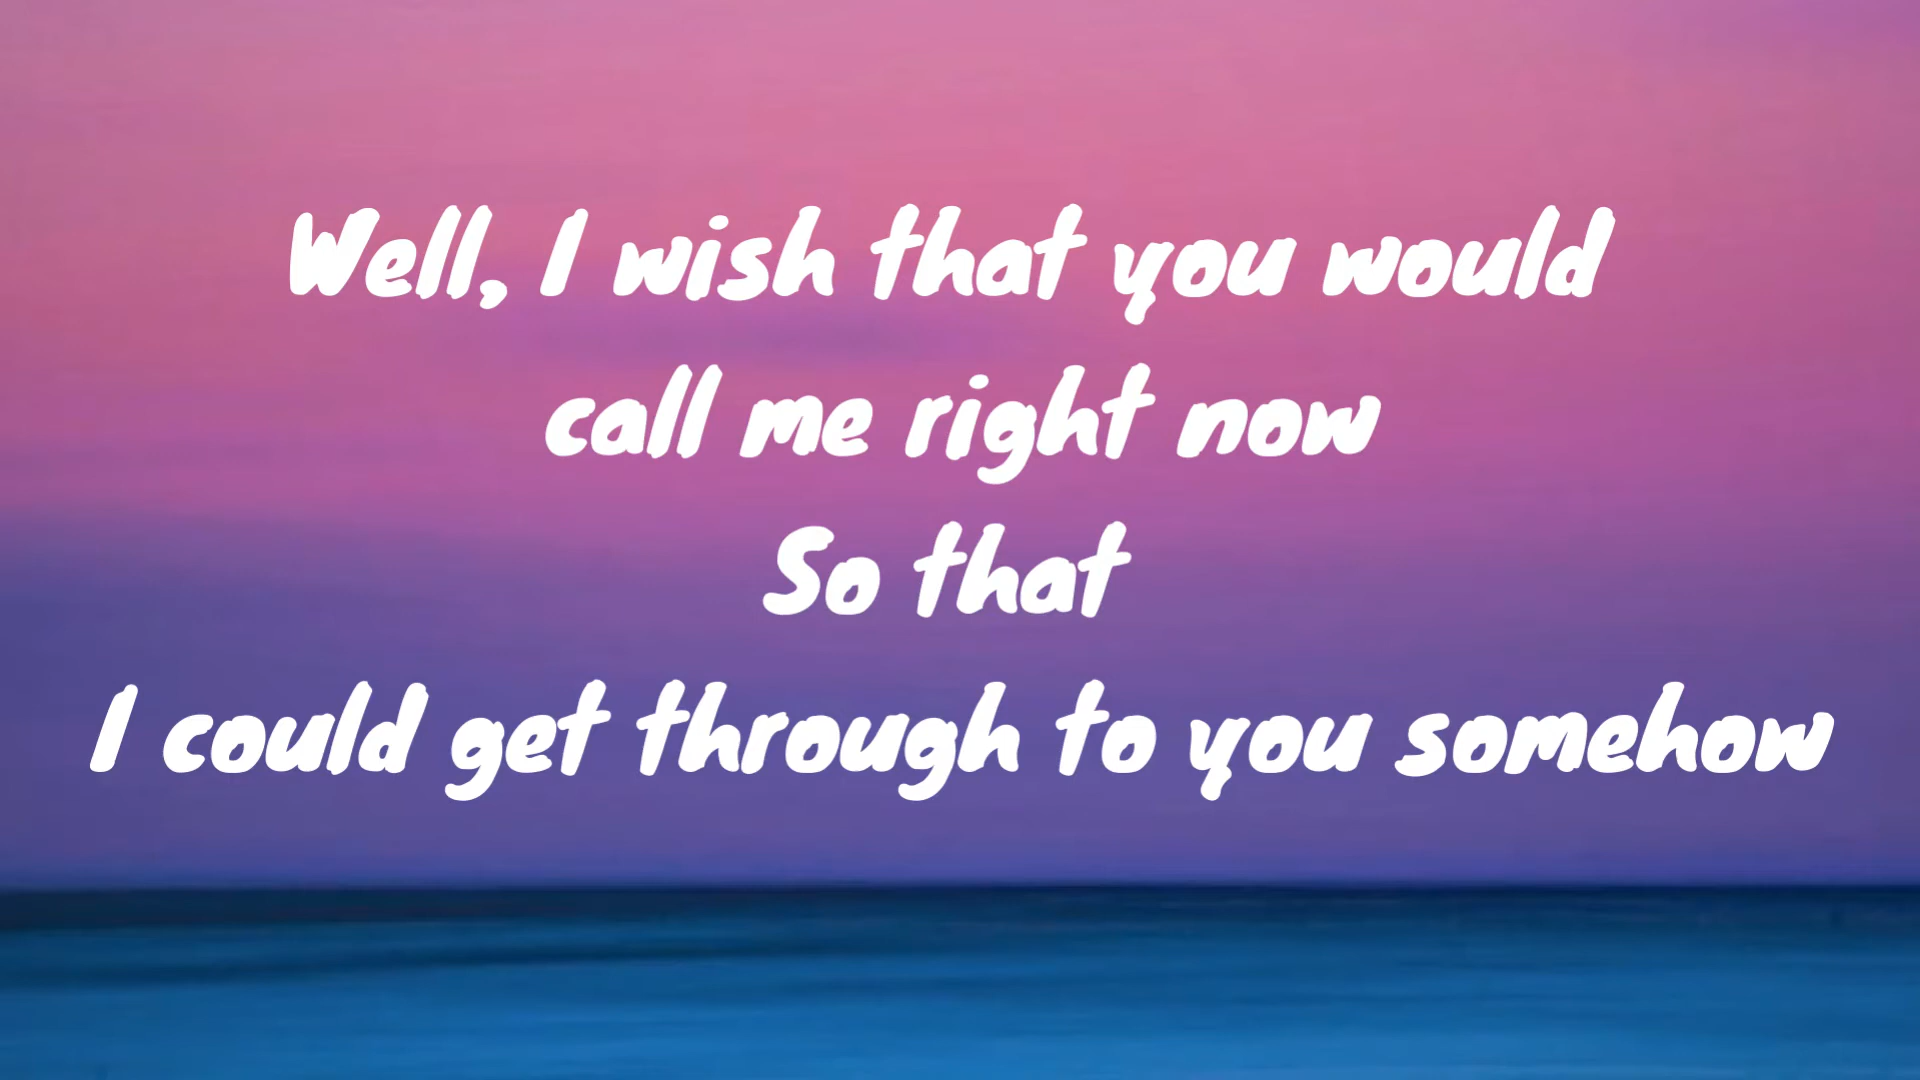 Well, I wish that you would
call me right now
So that
I could get through to you somehow